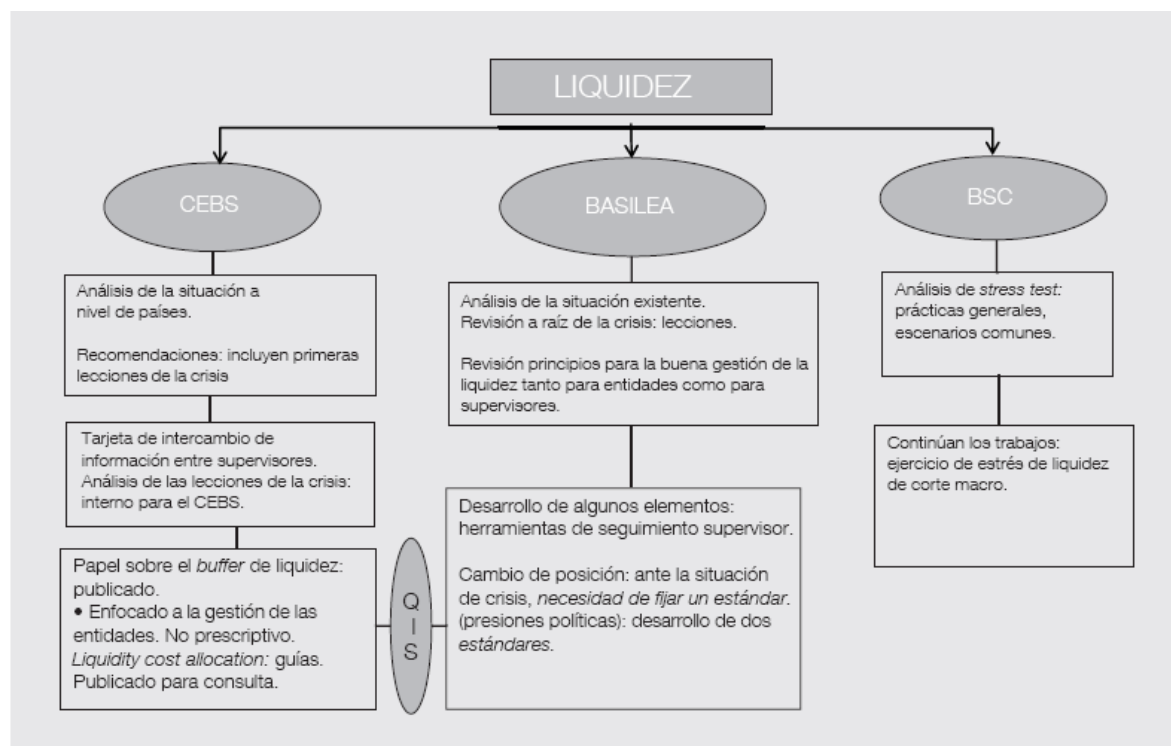 LIQUIDEZ
CEBS
BASILEA
BSC
Análisis de la situación a
nivel de países.
Recomendaciones: incluyen primeras
lecciones de la crisis
Tarjeta de intercambio de
información entre supervisores.
Análisis de las lecciones de la crisis:
interno para el CEBS.
Papel sobre el buffer de liquidez:
publicado.
• Enfocado a la gestión de las
entidades. No prescriptivo.
Liquidity cost allocation: guías.
Publicado para consulta.
Q
I
S
Análisis de la situación existente.
Revisión a raíz de la crisis: lecciones.
Revisión principios para la buena gestión de la
liquidez tanto para entidades como para
supervisores.
Desarrollo de algunos elementos:
herramientas de seguimiento supervisor.
Cambio de posición: ante la situación
de crisis, necesidad de fijar un estándar.
(presiones políticas): desarrollo de dos
estándares.
Análisis de stress test:
prácticas generales,
escenarios comunes.
Continúan los trabajos:
ejercicio de estrés de liquidez
de corte macro.